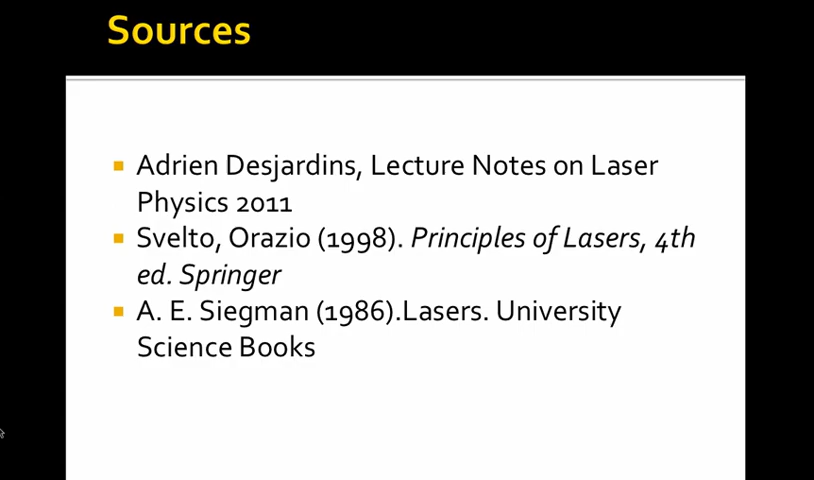 Sources
Adrien Desjardins, Lecture Notes on Laser
Physics 2011
Svelto, Orazio (1998). Principles of Lasers, 4th
ed. Springer
A. E. Siegman (1986).Lasers. University
Science Books